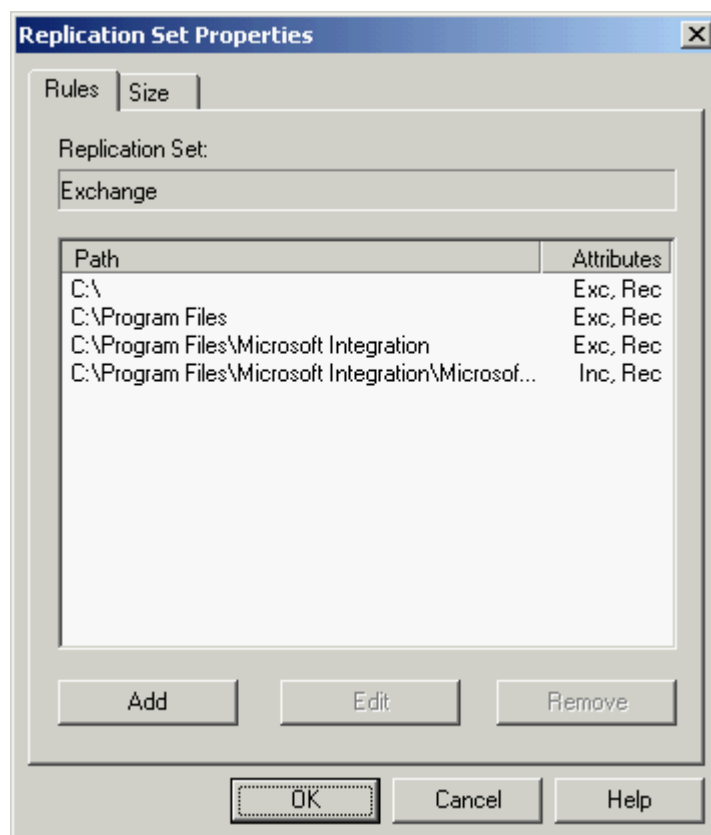 Replication Set Properties
Rules Size
Replication Set:
Exchange
Path Attributes
C:\ Exc, Rec
C:\Program Files Exc, Rec
C:\Program Files\Microsoft Integration Exc, Rec
C:\Program Files\Microsoft Integration\Microsof... Inc, Rec
Add Edit Remove
OK Cancel Help